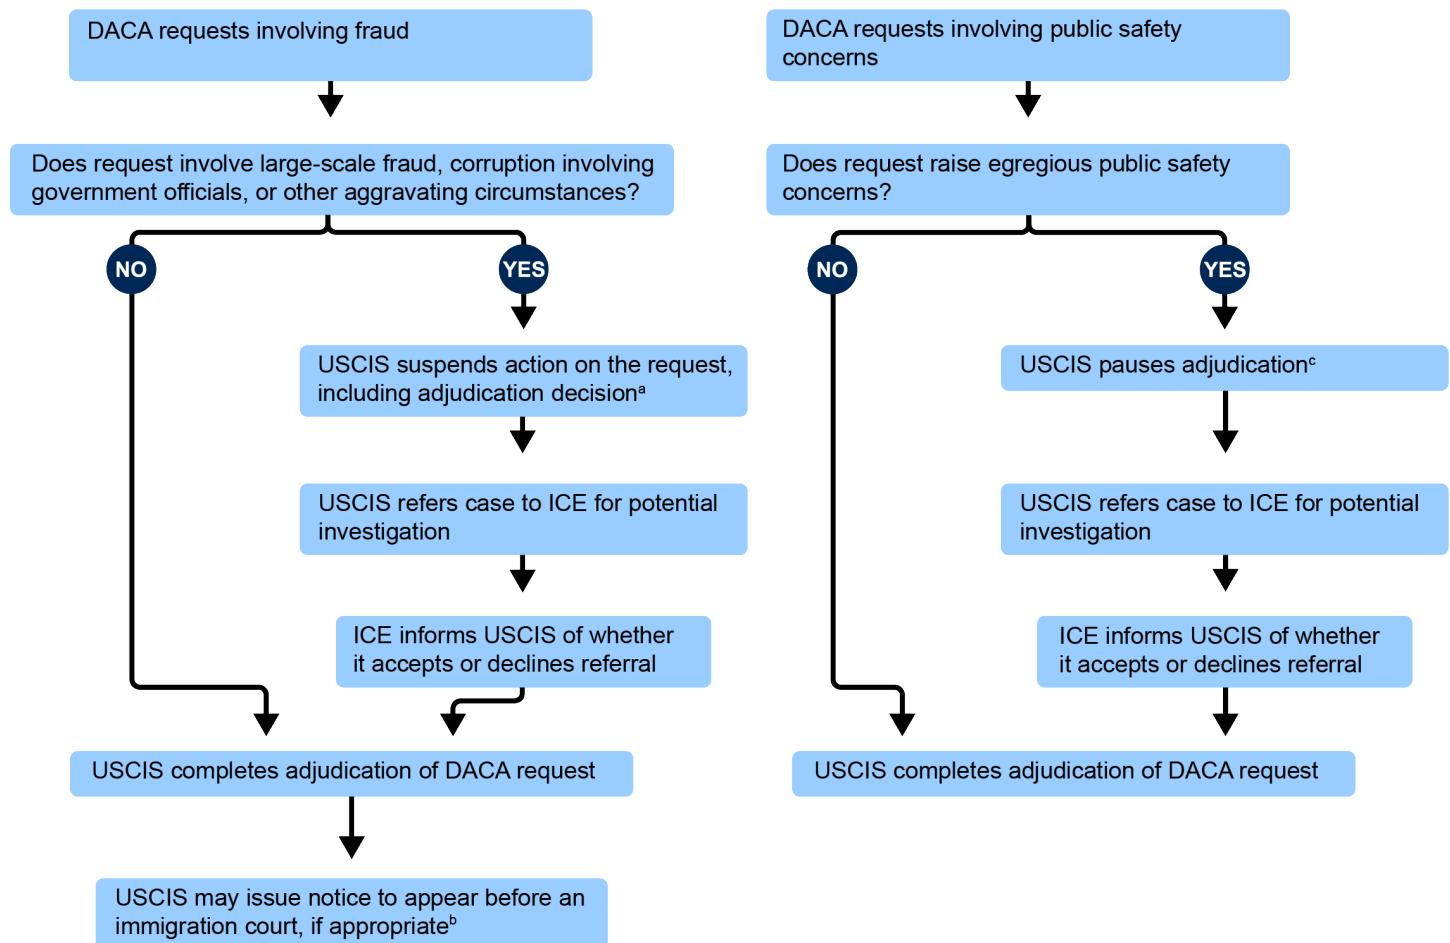 DACA requests involving fraud
Does request involve large-scale fraud, corruption involving
government officials, or other aggravating circumstances?
NO
YES
USCIS suspends action on the request,
including adjudication decisionᵃ
USCIS refers case to ICE for potential
investigation
ICE informs USCIS of whether
it accepts or declines referral
USCIS completes adjudication of DACA request
USCIS may issue notice to appear before an
immigration court, if appropriateᵇ
DACA requests involving public safety
concerns
Does request raise egregious public safety
concerns?
NO
YES
USCIS pauses adjudicationᶜ
USCIS refers case to ICE for potential
investigation
ICE informs USCIS of whether
it accepts or declines referral
USCIS completes adjudication of DACA request